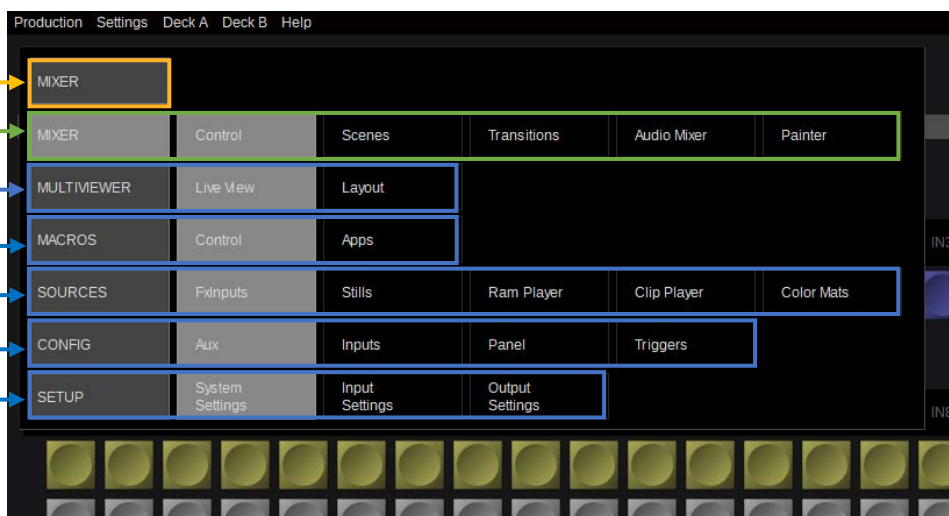 Production Settings Deck A Deck B Help
MIXER
MIXER Control Scenes Transitions Audio Mixer Painter
MULTIVIEWER Live View Layout
MACROS Control Apps
IN3
SOURCES FxInputs Stills Ram Player Clip Player Color Mats
CONFIG Aux Inputs Panel Triggers
SETUP System Settings Input Settings Output Settings
IN8